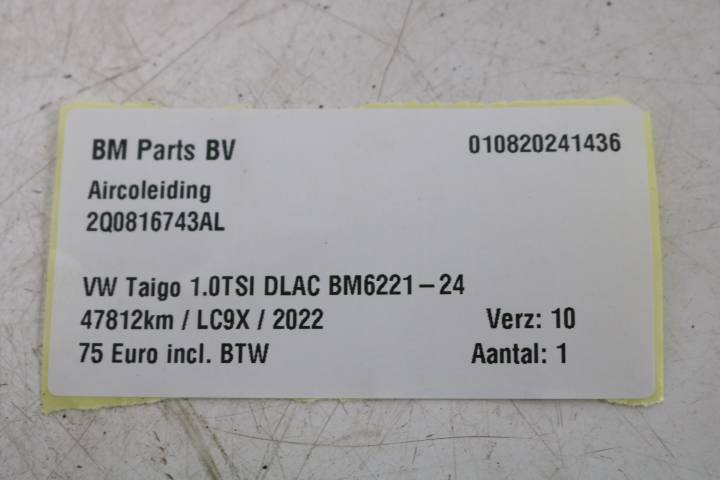 BM Parts BV 010820241436
Aircoleiding
2Q0816743AL
VW Taigo 1.0TSI DLAC BM6221-24
47812km / LC9X / 2022 Verz: 10
75 Euro incl. BTW Aantal: 1